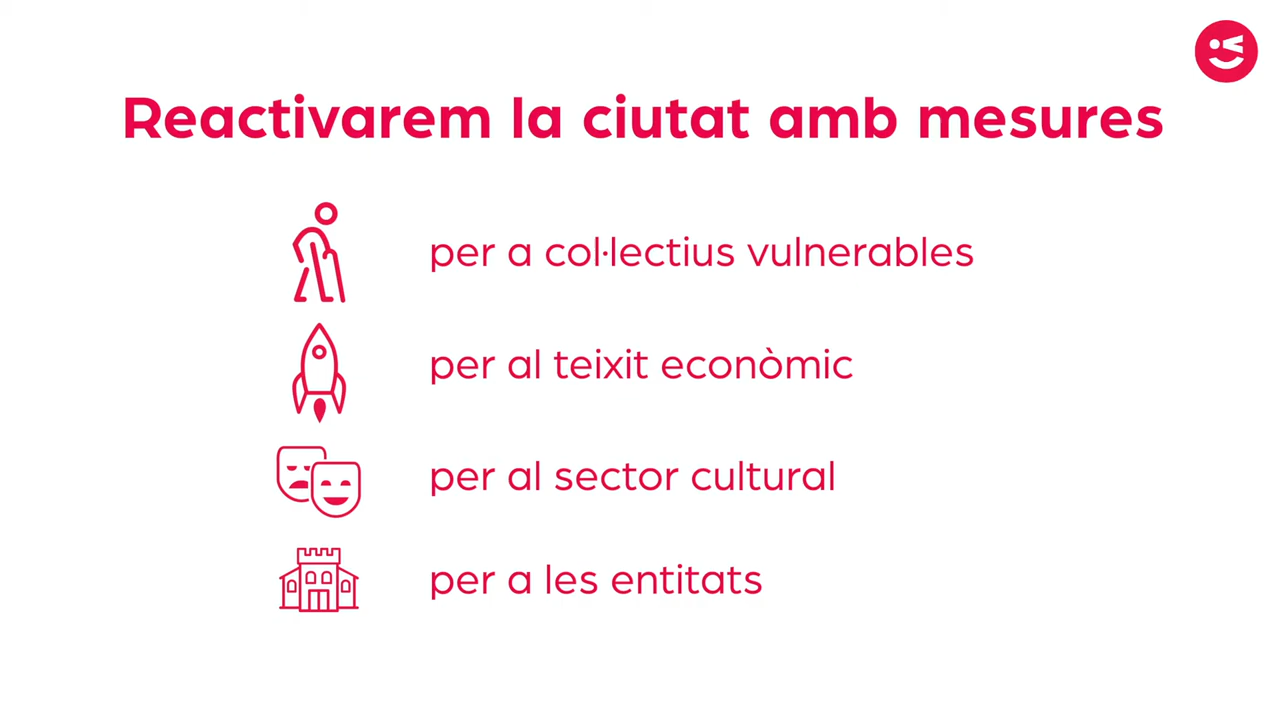 Reactivarem la ciutat amb mesures
per a col·lectius vulnerables
per al teixit econòmic
per al sector cultural
per a les entitats